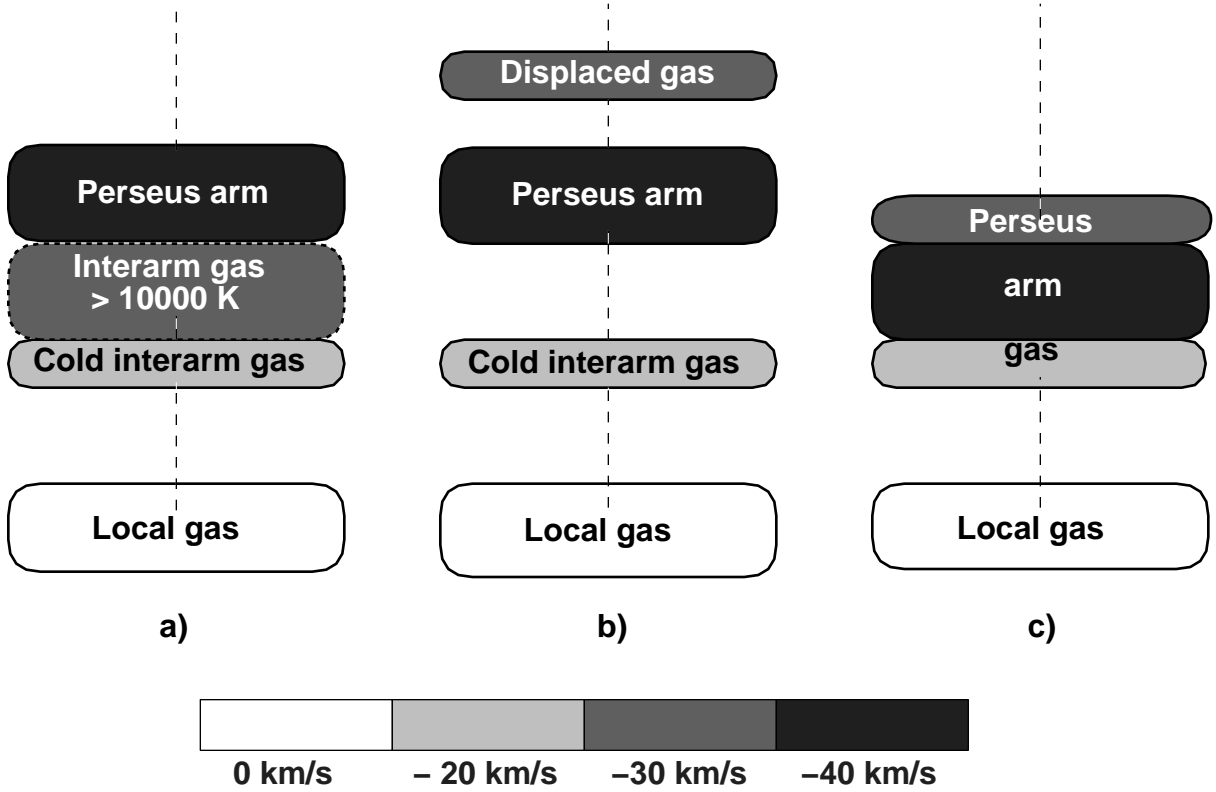 Perseus arm
Interarm gas
> 10000 K
Cold interarm gas
Local gas
a)
Displaced gas
Perseus arm
Cold interarm gas
Local gas
b)
Perseus
arm
gas
Local gas
c)
0 km/s
− 20 km/s
−30 km/s
−40 km/s